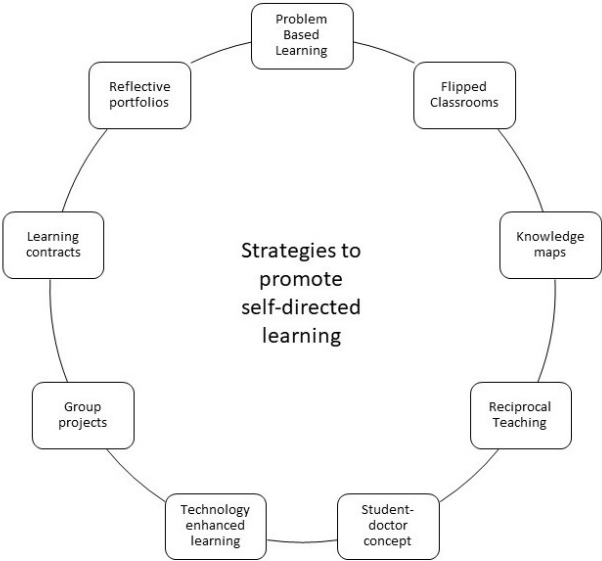 Problem
Based
Learning
Flipped
Classrooms
Knowledge
maps
Reciprocal
Teaching
Student-
doctor
concept
Technology
enhanced
learning
Group
projects
Learning
contracts
Reflective
portfolios
Strategies to
promote
self-directed
learning